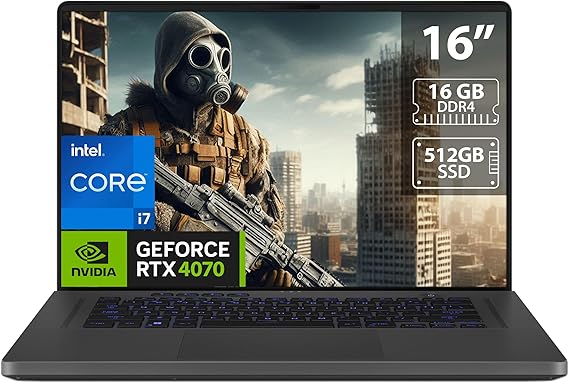 16”
16 GB
DDR4
512GB
SSD
intel.
CORE
i7
NVIDIA
GEFORCE
RTX 4070